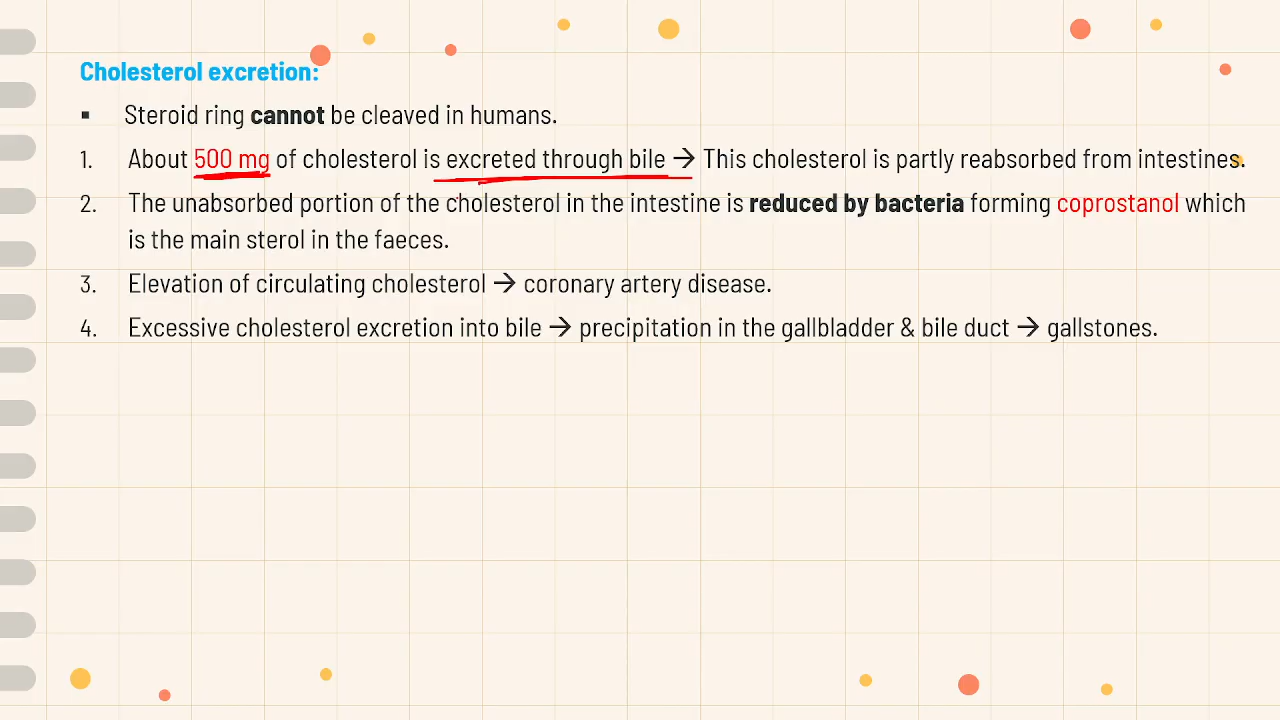 Cholesterol excretion:
▪ Steroid ring cannot be cleaved in humans.
1. About 500 mg of cholesterol is excreted through bile → This cholesterol is partly reabsorbed from intestines.
2. The unabsorbed portion of the cholesterol in the intestine is reduced by bacteria forming coprostanol which
is the main sterol in the faeces.
3. Elevation of circulating cholesterol → coronary artery disease.
4. Excessive cholesterol excretion into bile → precipitation in the gallbladder & bile duct → gallstones.